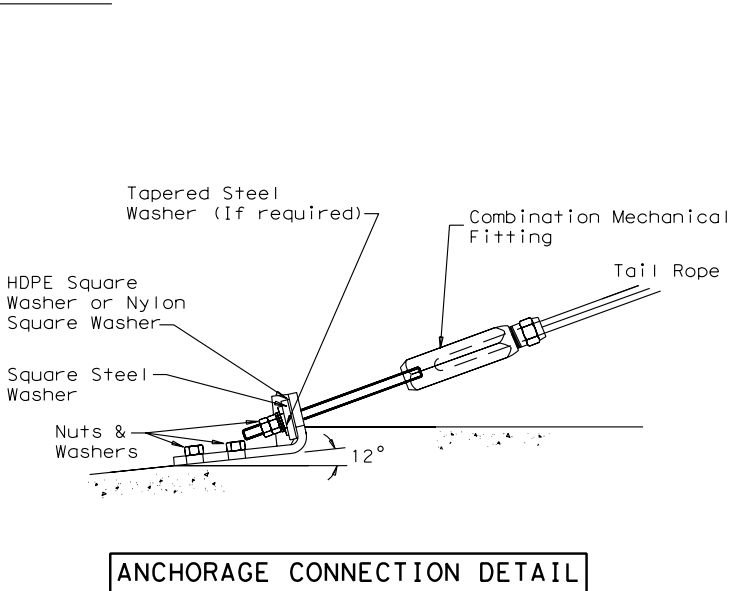 Tapered Steel
Washer (If required)
Combination Mechanical
Fitting
Tail Rope
HDPE Square
Washer or Nylon
Square Washer
Square Steel
Washer
Nuts &
Washers
12°
ANCHORAGE CONNECTION DETAIL